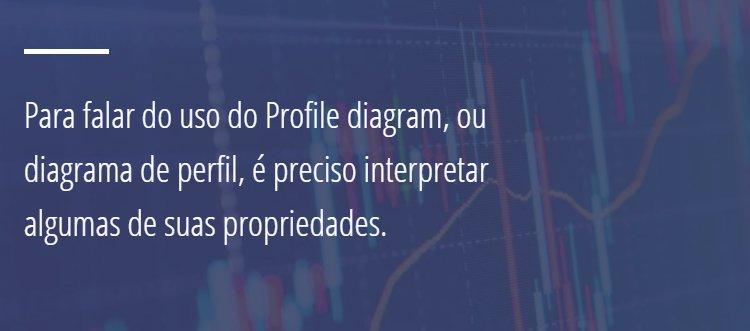 Para falar do uso do Profile diagram, ou
diagrama de perfil, é preciso interpretar
algumas de suas propriedades.